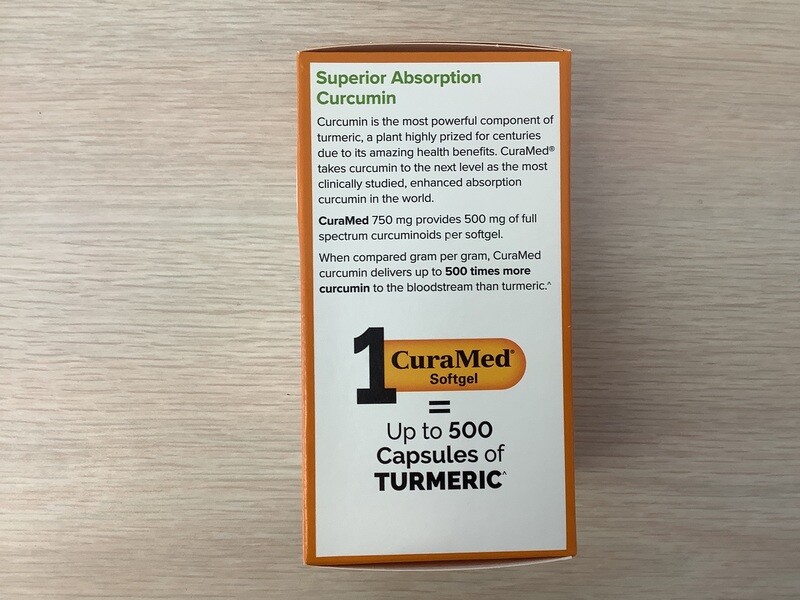 Superior Absorption
Curcumin
Curcumin is the most powerful component of
turmeric, a plant highly prized for centuries
due to its amazing health benefits. CuraMed®
takes curcumin to the next level as the most
clinically studied, enhanced absorption
curcumin in the world.
CuraMed 750 mg provides 500 mg of full
spectrum curcuminoids per softgel.
When compared gram per gram, CuraMed
curcumin delivers up to 500 times more
curcumin to the bloodstream than turmeric.^
1 CuraMed®
Softgel
=
Up to 500
Capsules of
TURMERIC^